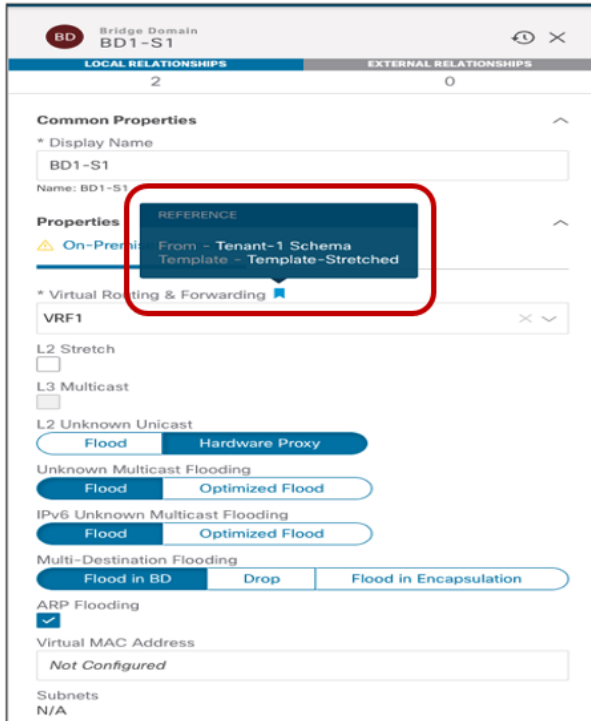 BD
Bridge Domain
BD1-S1
LOCAL RELATIONSHIPS
EXTERNAL RELATIONSHIPS
2
0
Common Properties
* Display Name
BD1-S1
Name: BD1-S1
REFERENCE
From - Tenant-1 Schema
Template - Template-Stretched
Properties
On-Premis
* Virtual Routing & Forwarding
VRF1
L2 Stretch
L3 Multicast
L2 Unknown Unicast
Flood Hardware Proxy
Unknown Multicast Flooding
Flood Optimized Flood
IPv6 Unknown Multicast Flooding
Flood Optimized Flood
Multi-Destination Flooding
Flood in BD Drop Flood in Encapsulation
ARP Flooding
Virtual MAC Address
Not Configured
Subnets
N/A